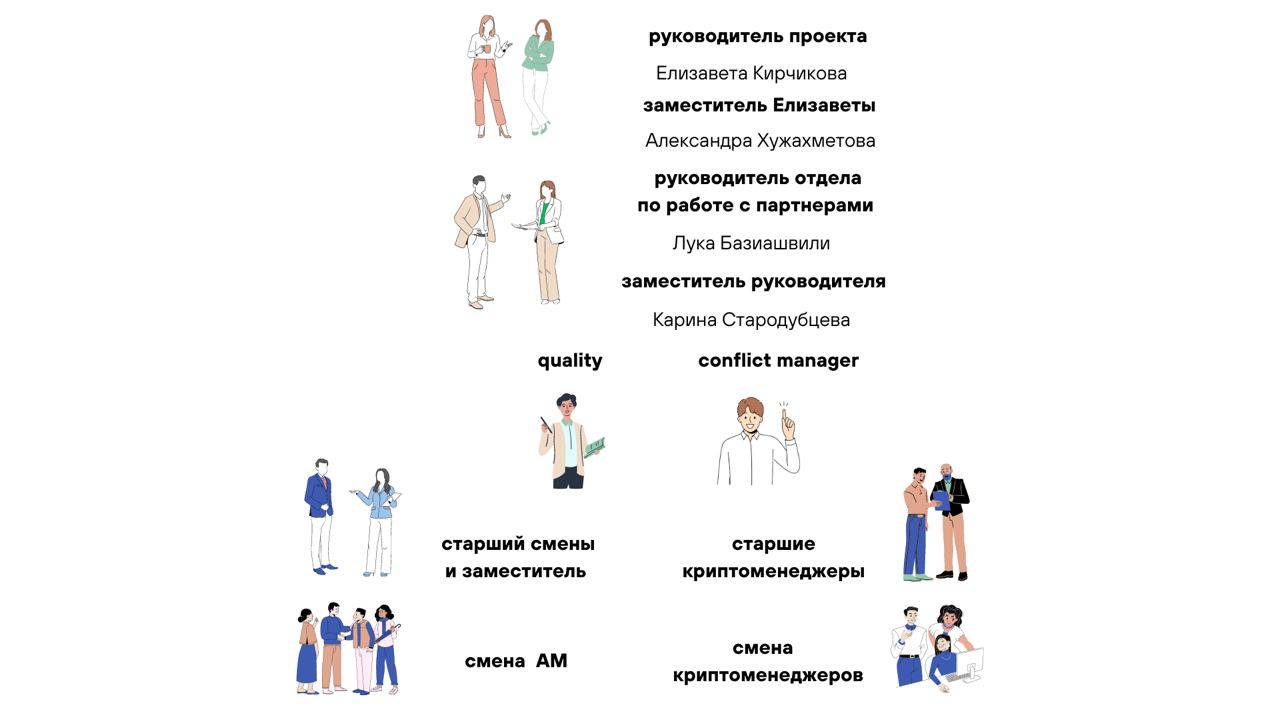 руководитель проекта
Елизавета Кирчикова
заместитель Елизаветы
Александра Хужахметова
руководитель отдела
по работе с партнерами
Лука Базиашвили
заместитель руководителя
Карина Стародубцева
quality
conflict manager
старший смены
и заместитель
старшие
криптоменеджеры
смена АМ
смена
криптоменеджеров